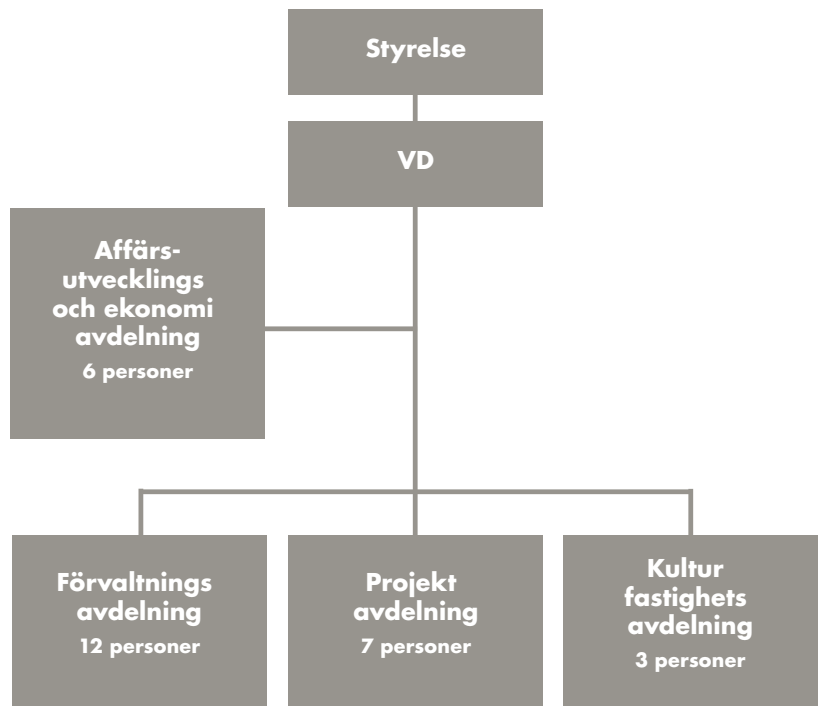 Styrelse
VD
Affärs-
utvecklings
och ekonomi
avdelning
6 personer
Förvaltnings
avdelning
12 personer
Projekt
avdelning
7 personer
Kultur
fastighets
avdelning
3 personer